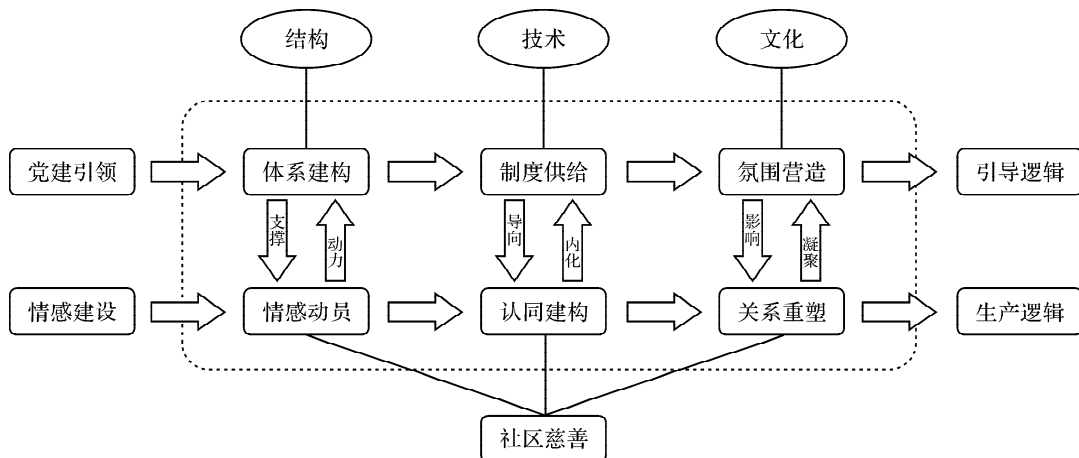 结构
技术
文化
党建引领
体系建构
制度供给
氛围营造
引导逻辑
支撑
动力
导向
内化
影响
凝聚
情感建设
情感动员
认同建构
关系重塑
生产逻辑
社区慈善